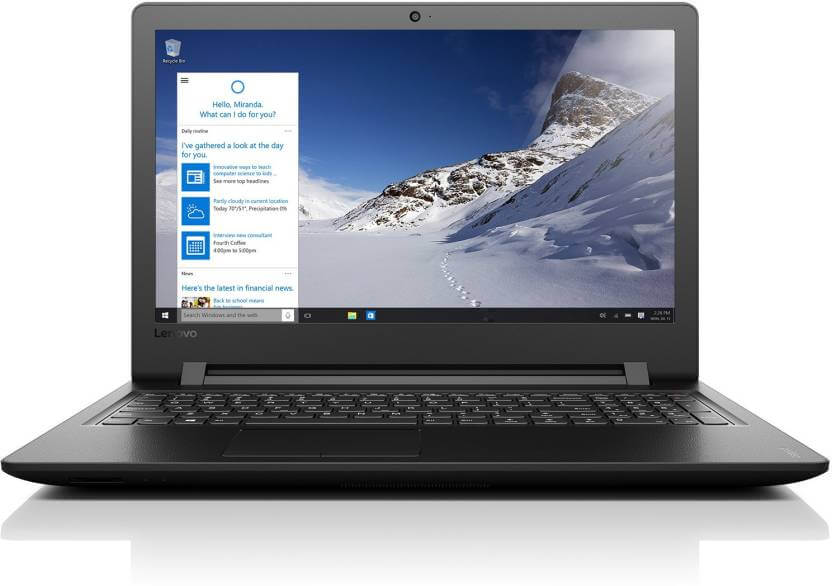 Recycle Bin
Hello, Miranda.
What can I do for you?
Daily routine
I've gathered a look at the day
for you.
Innovative ways to teach
computer science to kids ...
See more top headlines
Partly cloudy in current location
Today 70°/51°, Precipitation 0%
Interview new consultant
Fourth Coffee
4:00pm to 5:00pm
News
Here's the latest in financial news.
Back to school means
Search Windows and the web
2:26 PM
Lenovo